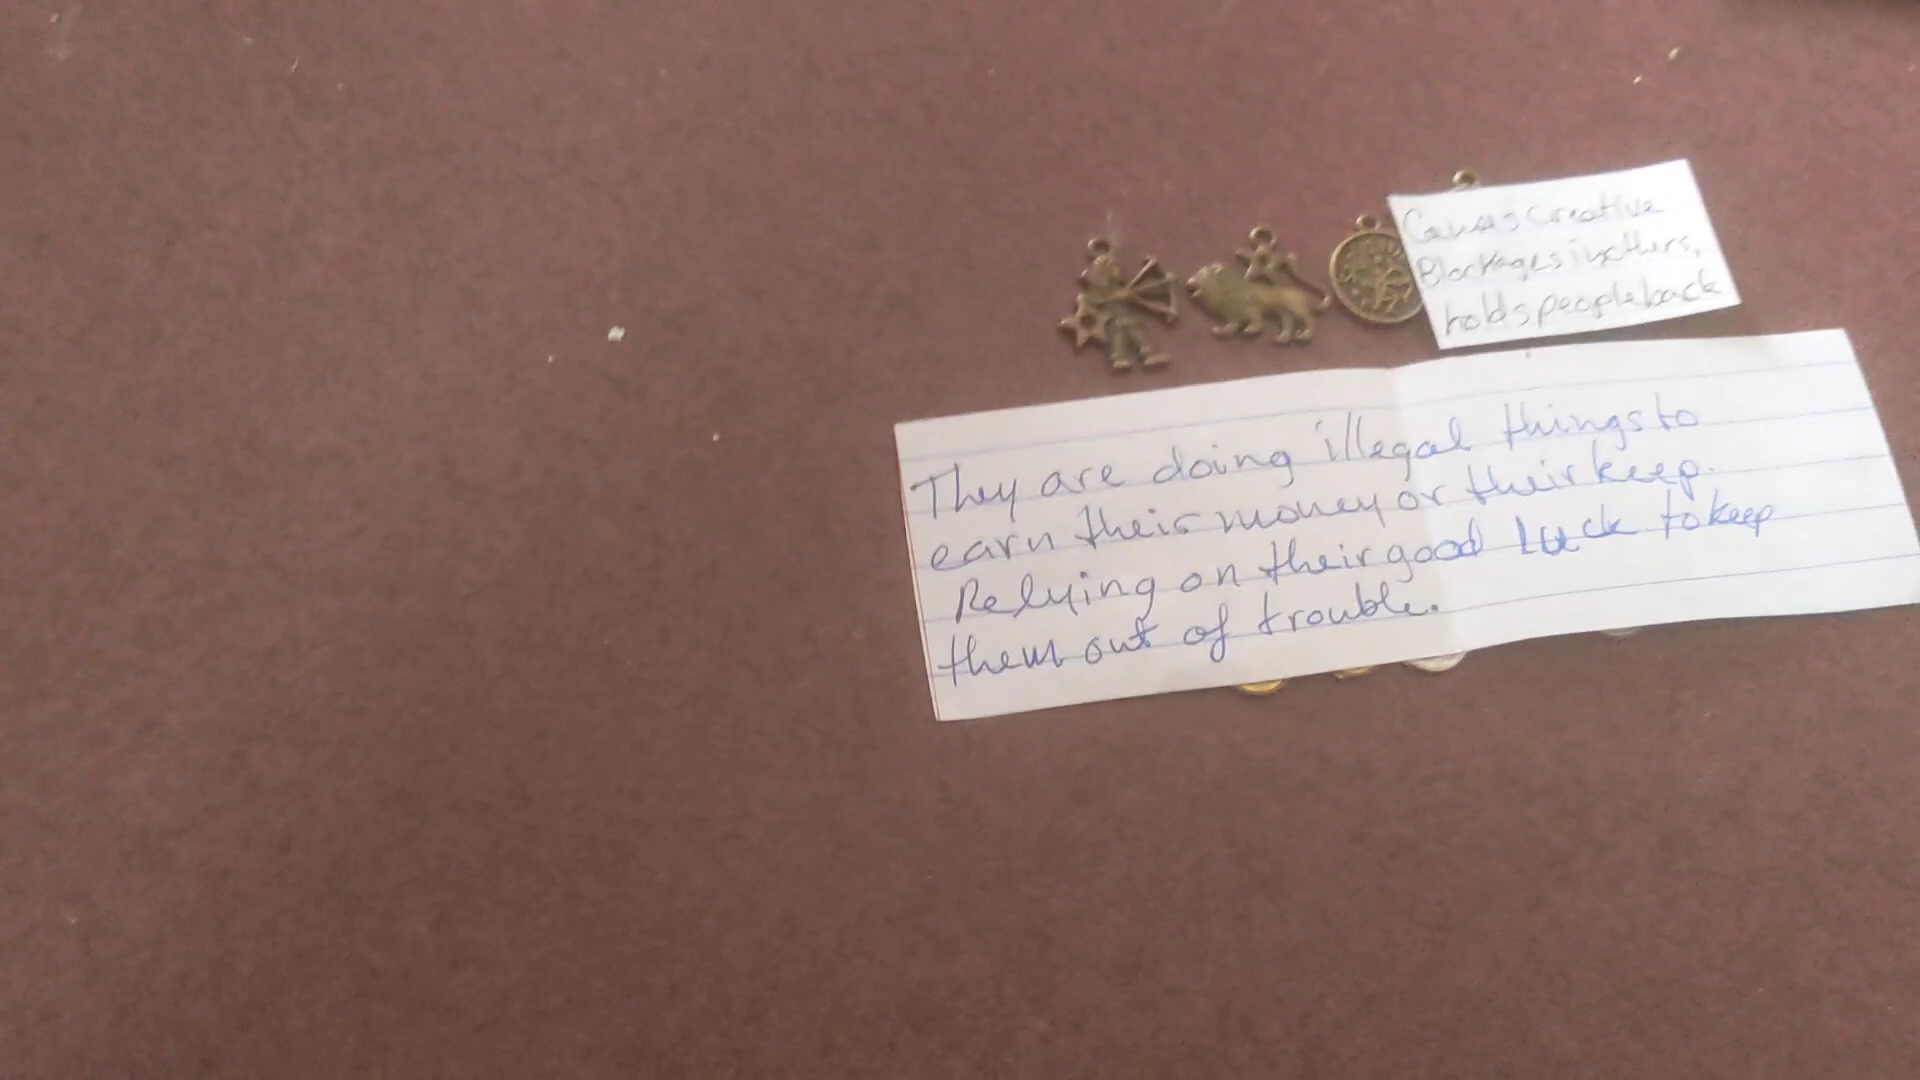 Causes Creative
Blockages in others,
holds people back
They are doing illegal things to
earn their money or their keep.
Relying on their good luck to keep
them out of trouble.